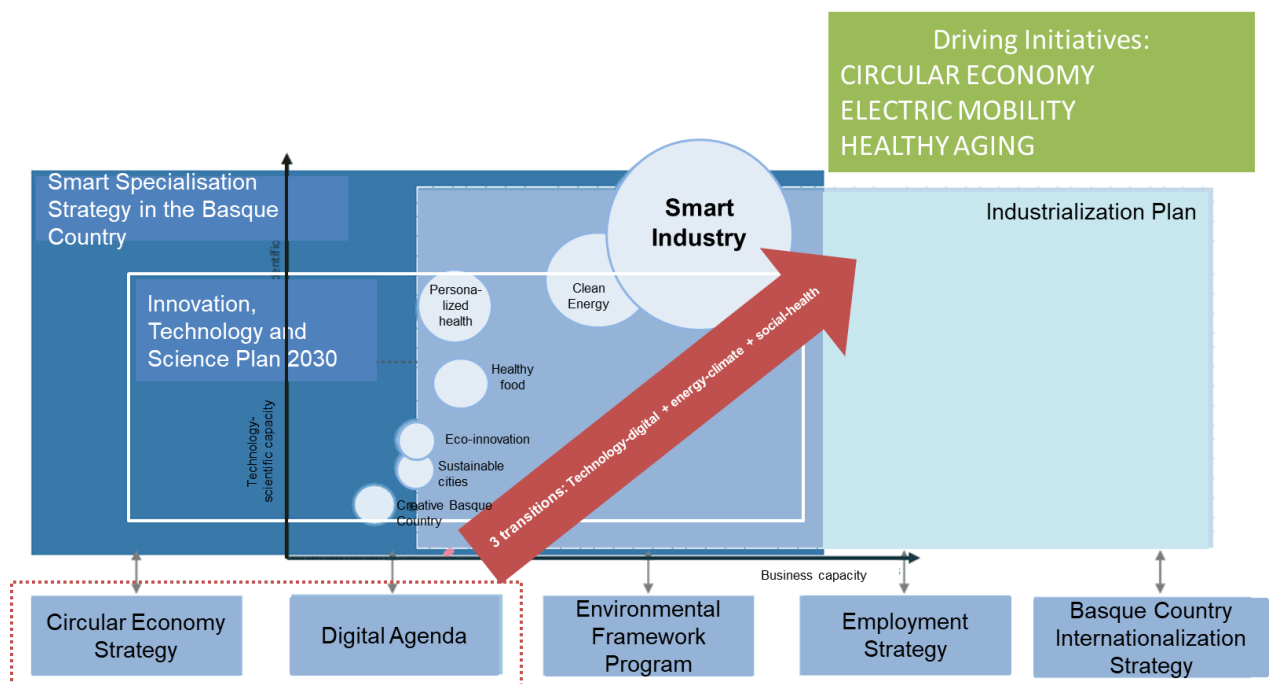 Driving Initiatives:
CIRCULAR ECONOMY
ELECTRIC MOBILITY
HEALTHY AGING
Smart Specialisation
Strategy in the Basque
Country
Industrialization Plan
Smart
Industry
Innovation,
Technology and
Science Plan 2030
Persona-
lized
health
Clean
Energy
Healthy
food
Eco-innovation
Sustainable
cities
Creative Basque
Country
Technology-
scientific capacity
3 transitions: Technology-digital + energy-climate + social-health
Business capacity
Circular Economy
Strategy
Digital Agenda
Environmental
Framework
Program
Employment
Strategy
Basque Country
Internationalization
Strategy